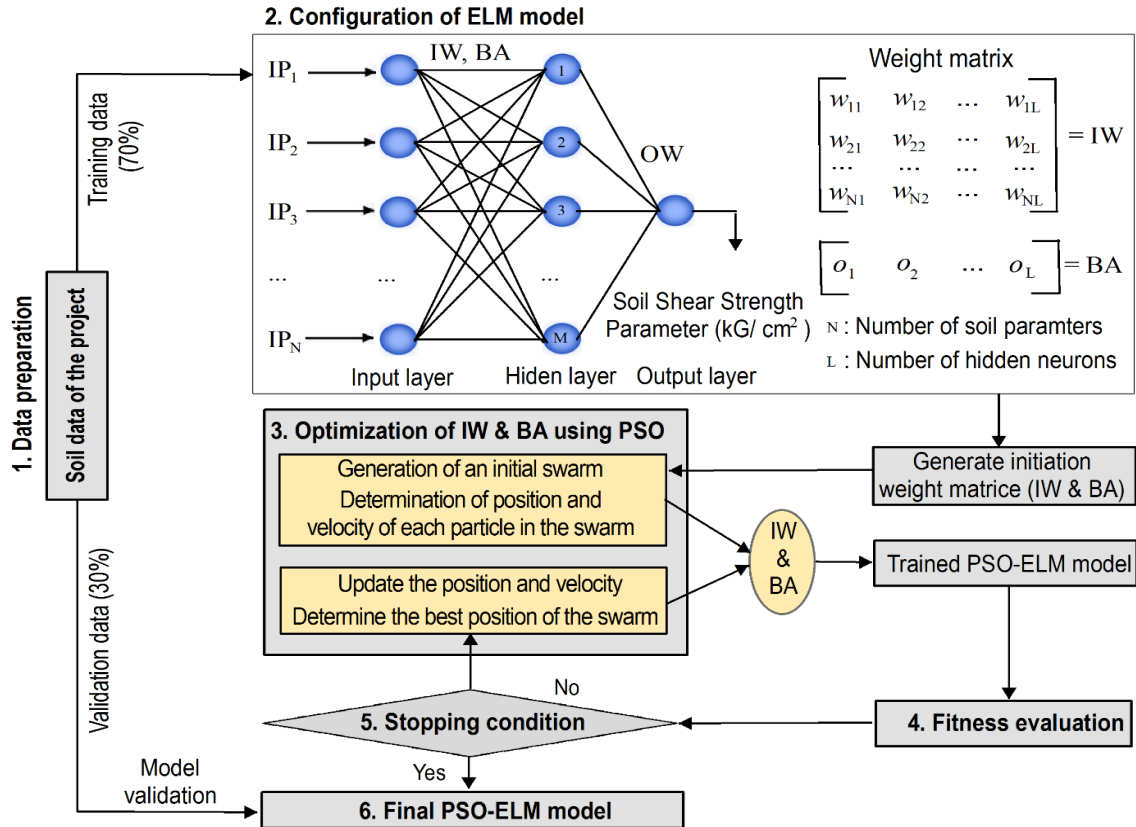 2. Configuration of ELM model
IW, BA
IP1
IP2
IP3
...
IPN
...
1
2
3
...
M
OW
Input layer
Hiden layer
Output layer
Soil Shear Strength
Parameter (kG/ cm2 )
Weight matrix
w11 w12 ... w1L
w21 w22 ... w2L
... ... ... ...
wN1 wN2 ... wNL
= IW
o1 o2 ... oL
= BA
N : Number of soil paramters
L : Number of hidden neurons
Training data
(70%)
1. Data preparation
Soil data of the project
Validation data (30%)
Model
validation
3. Optimization of IW & BA using PSO
Generation of an initial swarm
Determination of position and
velocity of each particle in the swarm
Update the position and velocity
Determine the best position of the swarm
IW
&
BA
Generate initiation
weight matrice (IW & BA)
Trained PSO-ELM model
4. Fitness evaluation
No
5. Stopping condition
Yes
6. Final PSO-ELM model